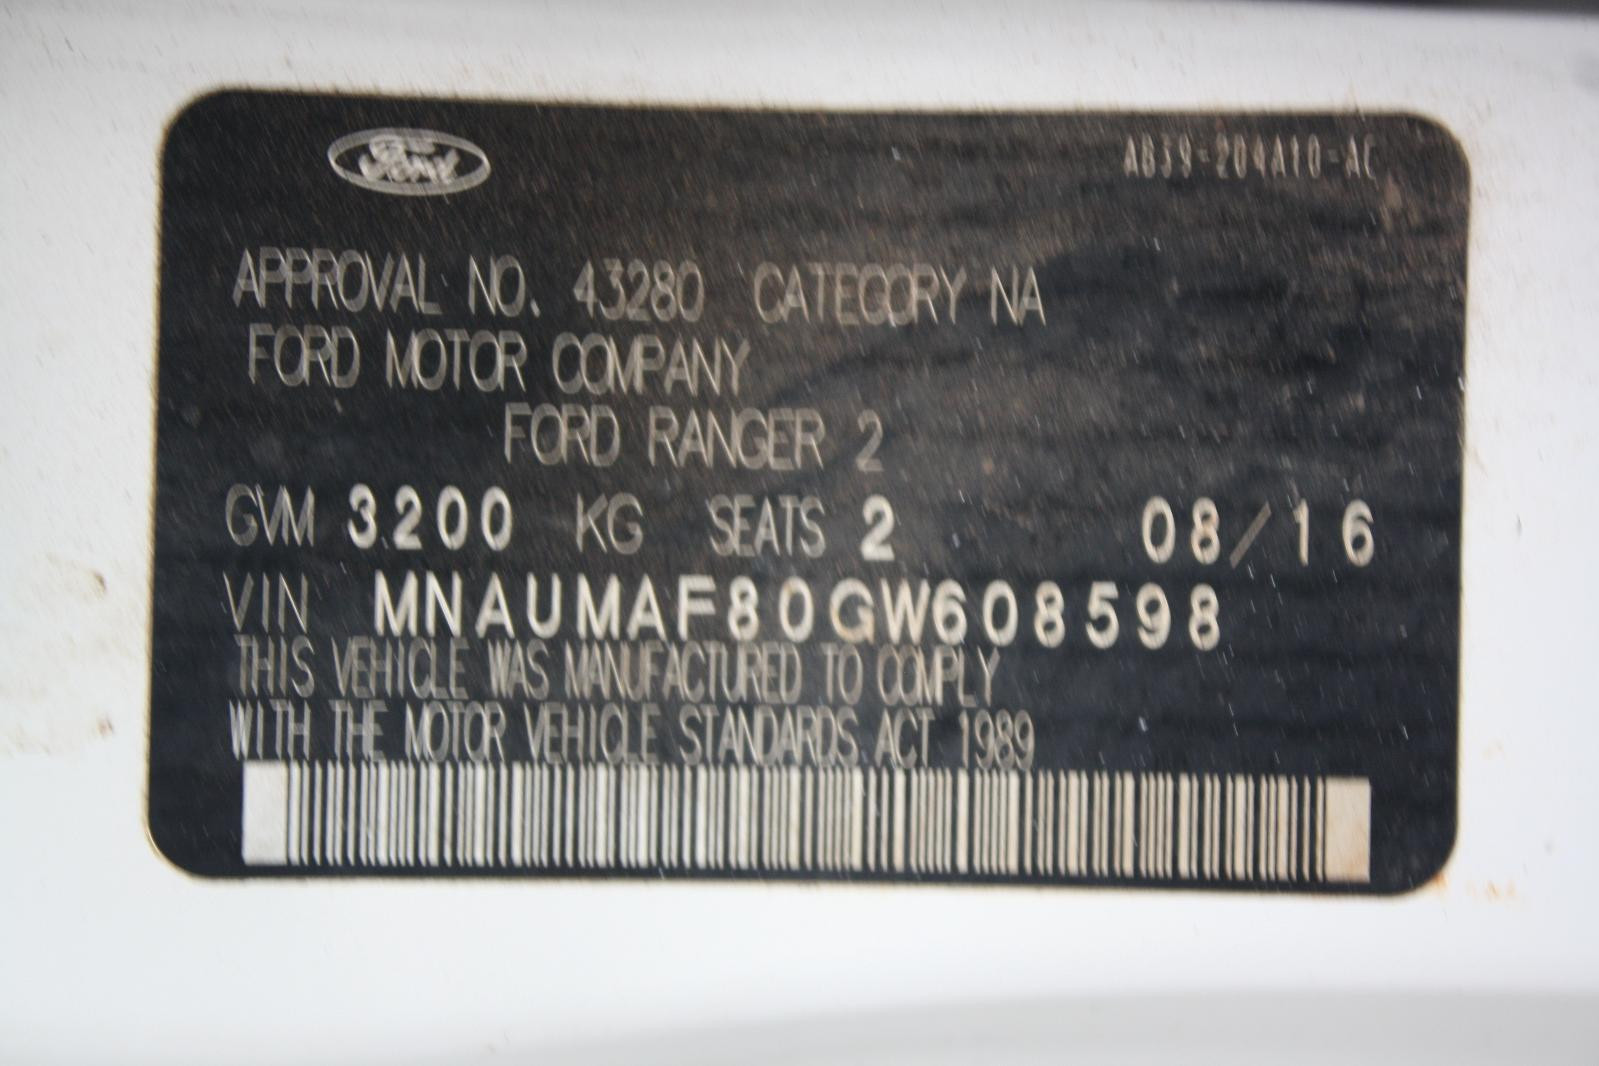 Ford
AB39-204A10-AC
APPROVAL NO. 43280 CATEGORY NA
FORD MOTOR COMPANY
FORD RANGER 2
GVM 3200 KG SEATS 2 08/16
VIN MNAUMAF80GW608598
THIS VEHICLE WAS MANUFACTURED TO COMPLY
WITH THE MOTOR VEHICLE STANDARDS ACT 1989